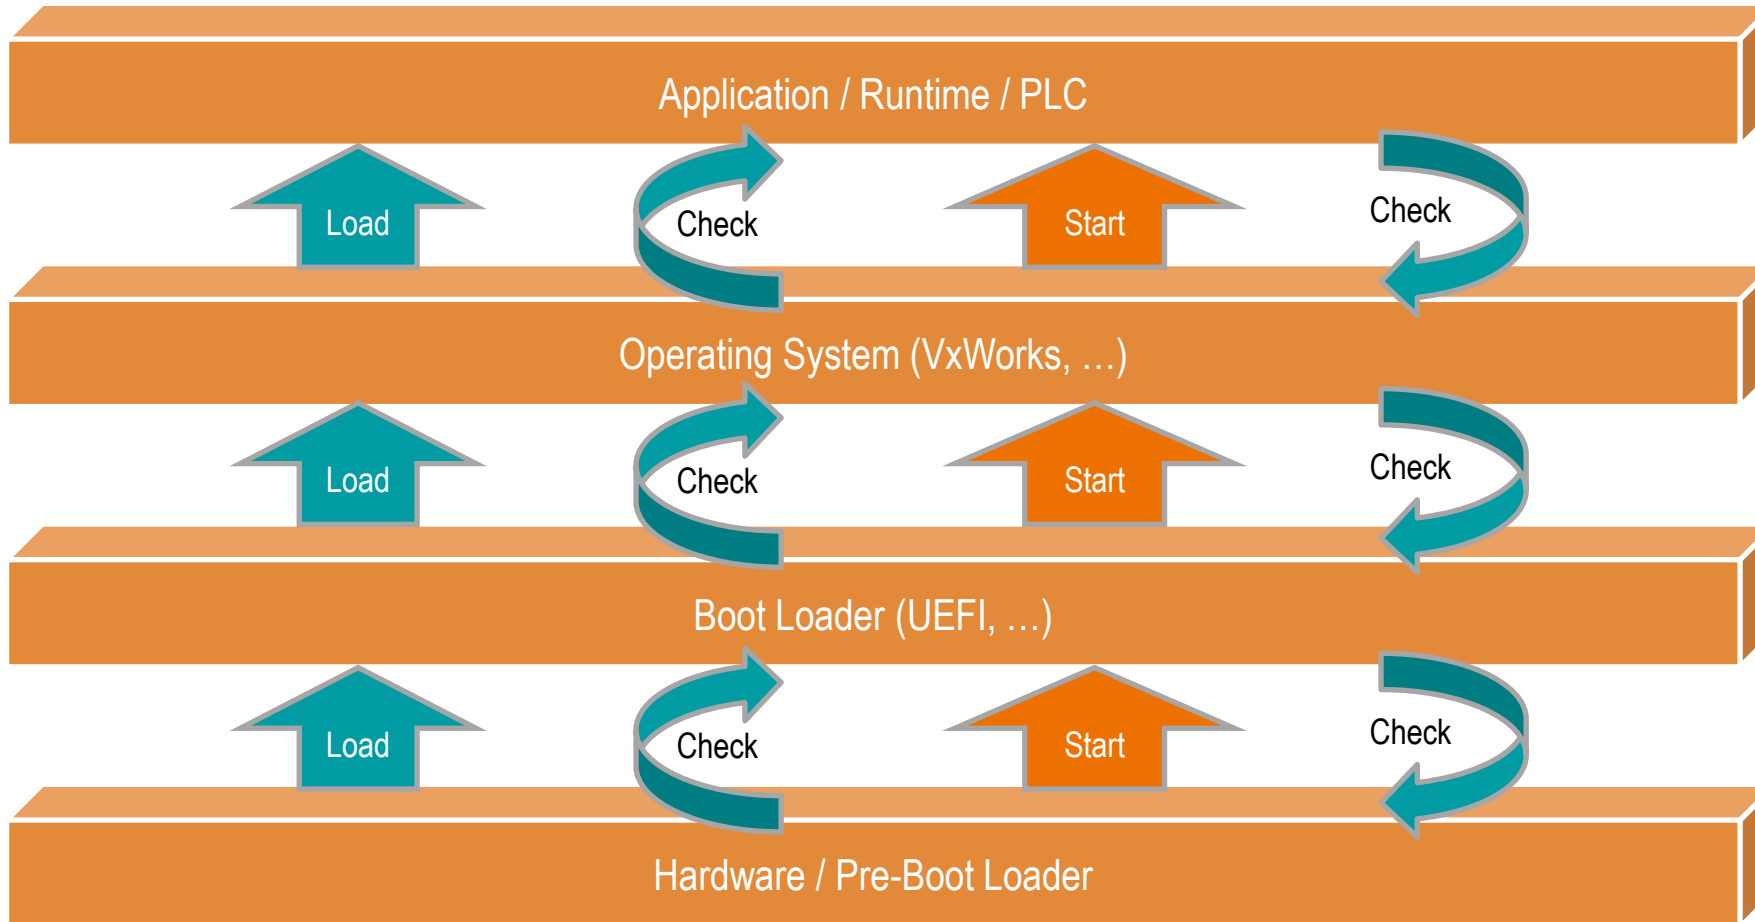 Application / Runtime / PLC
Load
Check
Start
Check
Operating System (VxWorks, …)
Load
Check
Start
Check
Boot Loader (UEFI, …)
Load
Check
Start
Check
Hardware / Pre-Boot Loader